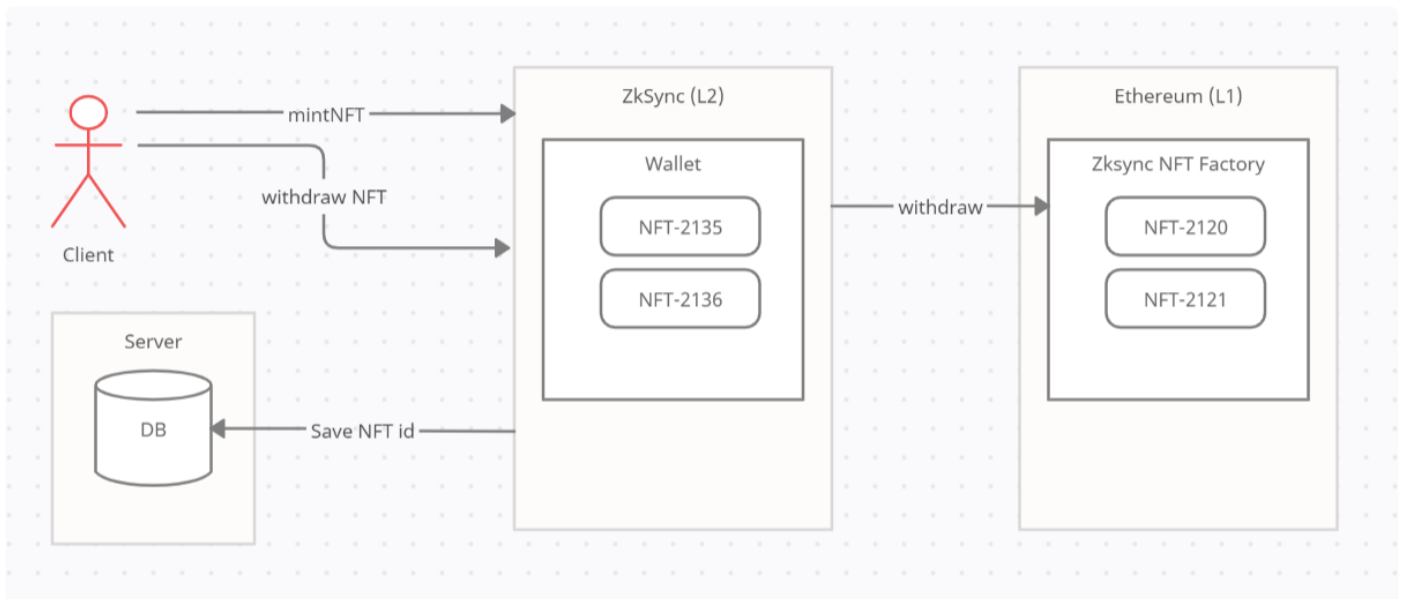 mintNFT
withdraw NFT
Client
Server
DB
Save NFT id
ZkSync (L2)
Wallet
NFT-2135
NFT-2136
withdraw
Ethereum (L1)
Zksync NFT Factory
NFT-2120
NFT-2121